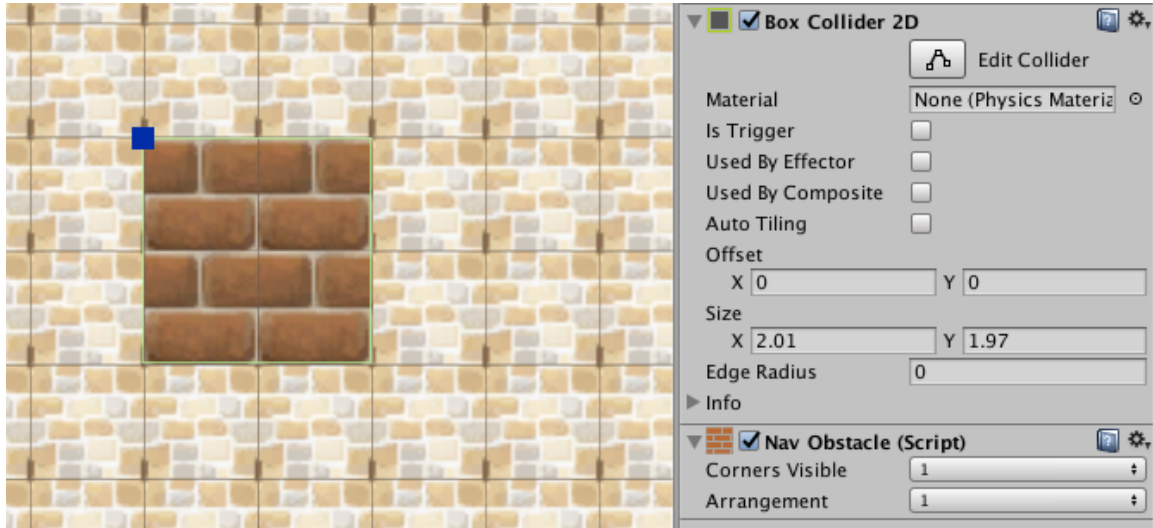 Box Collider 2D
Edit Collider
Material None (Physics Materia
Is Trigger
Used By Effector
Used By Composite
Auto Tiling
Offset
X 0 Y 0
Size
X 2.01 Y 1.97
Edge Radius 0
Info
Nav Obstacle (Script)
Corners Visible 1
Arrangement 1